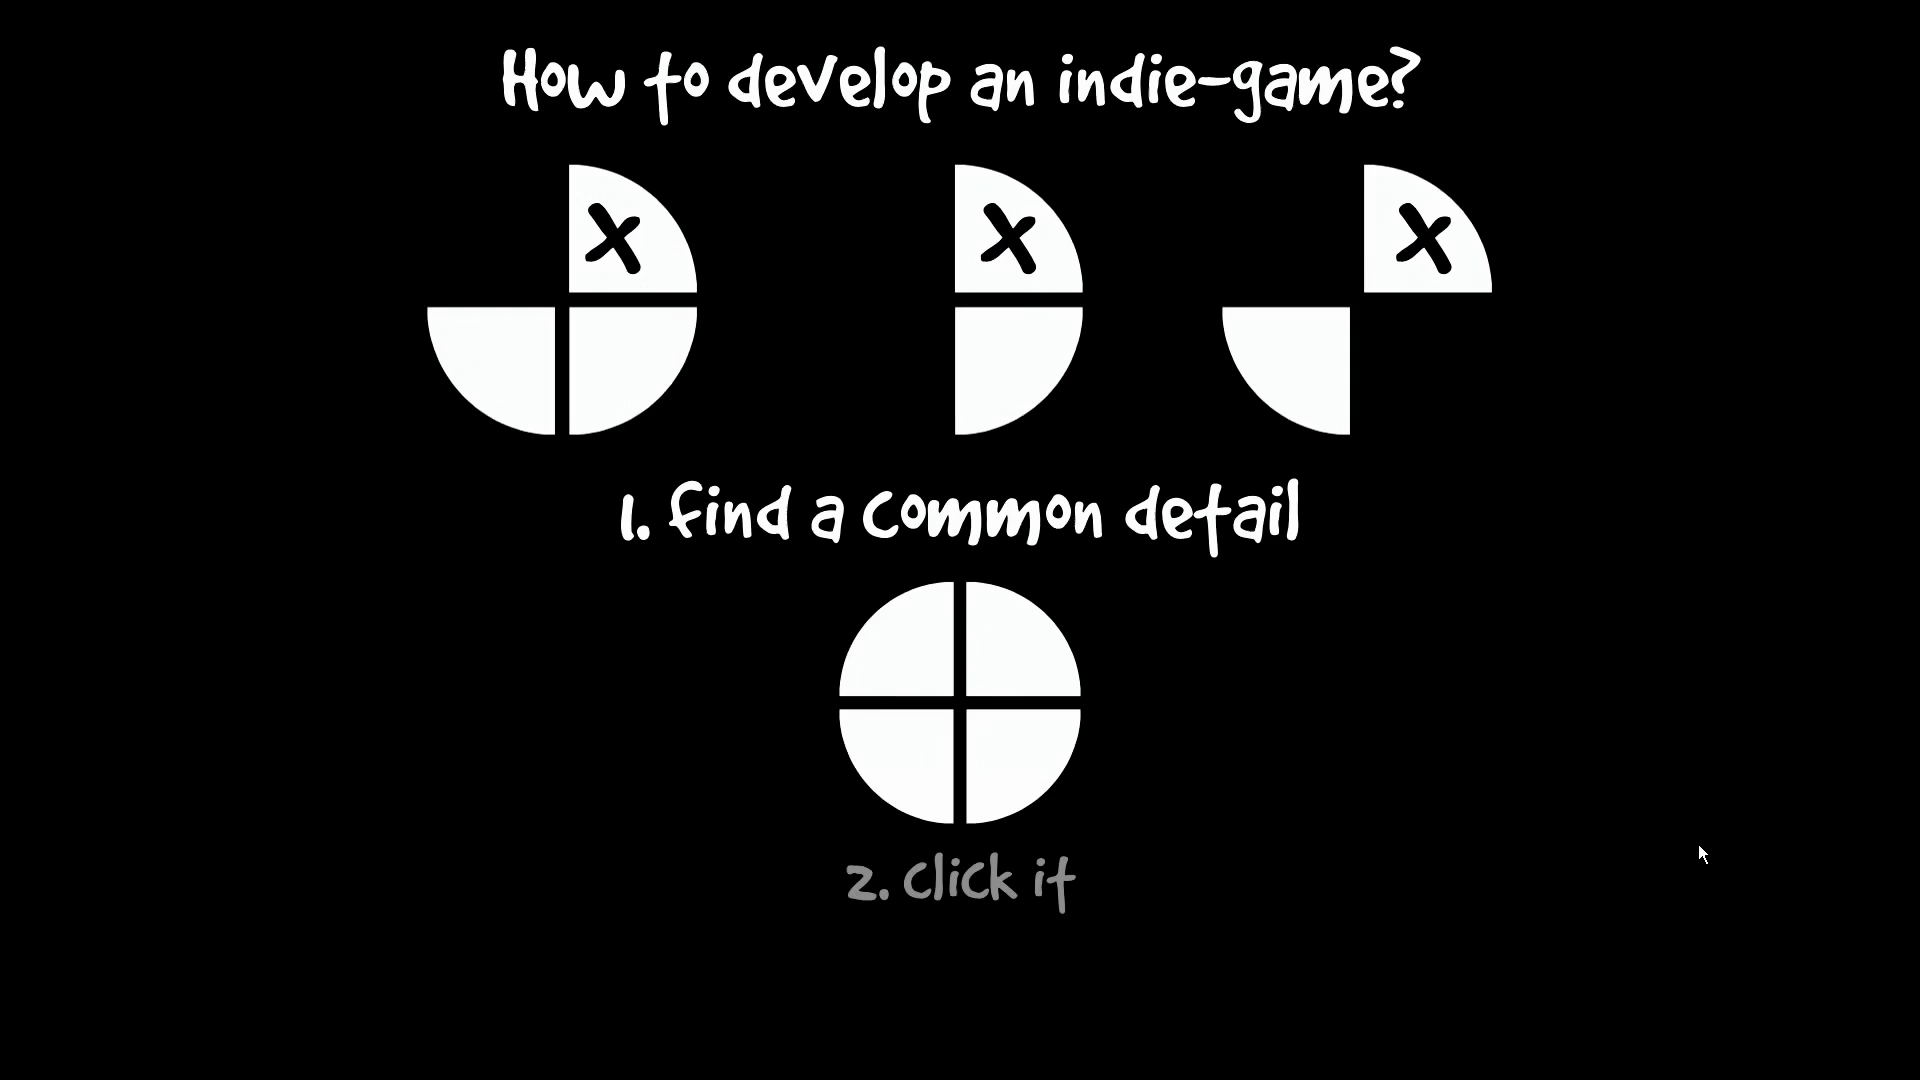 How to develop an indie-game?
X X X
1. Find a common detail
2. Click it